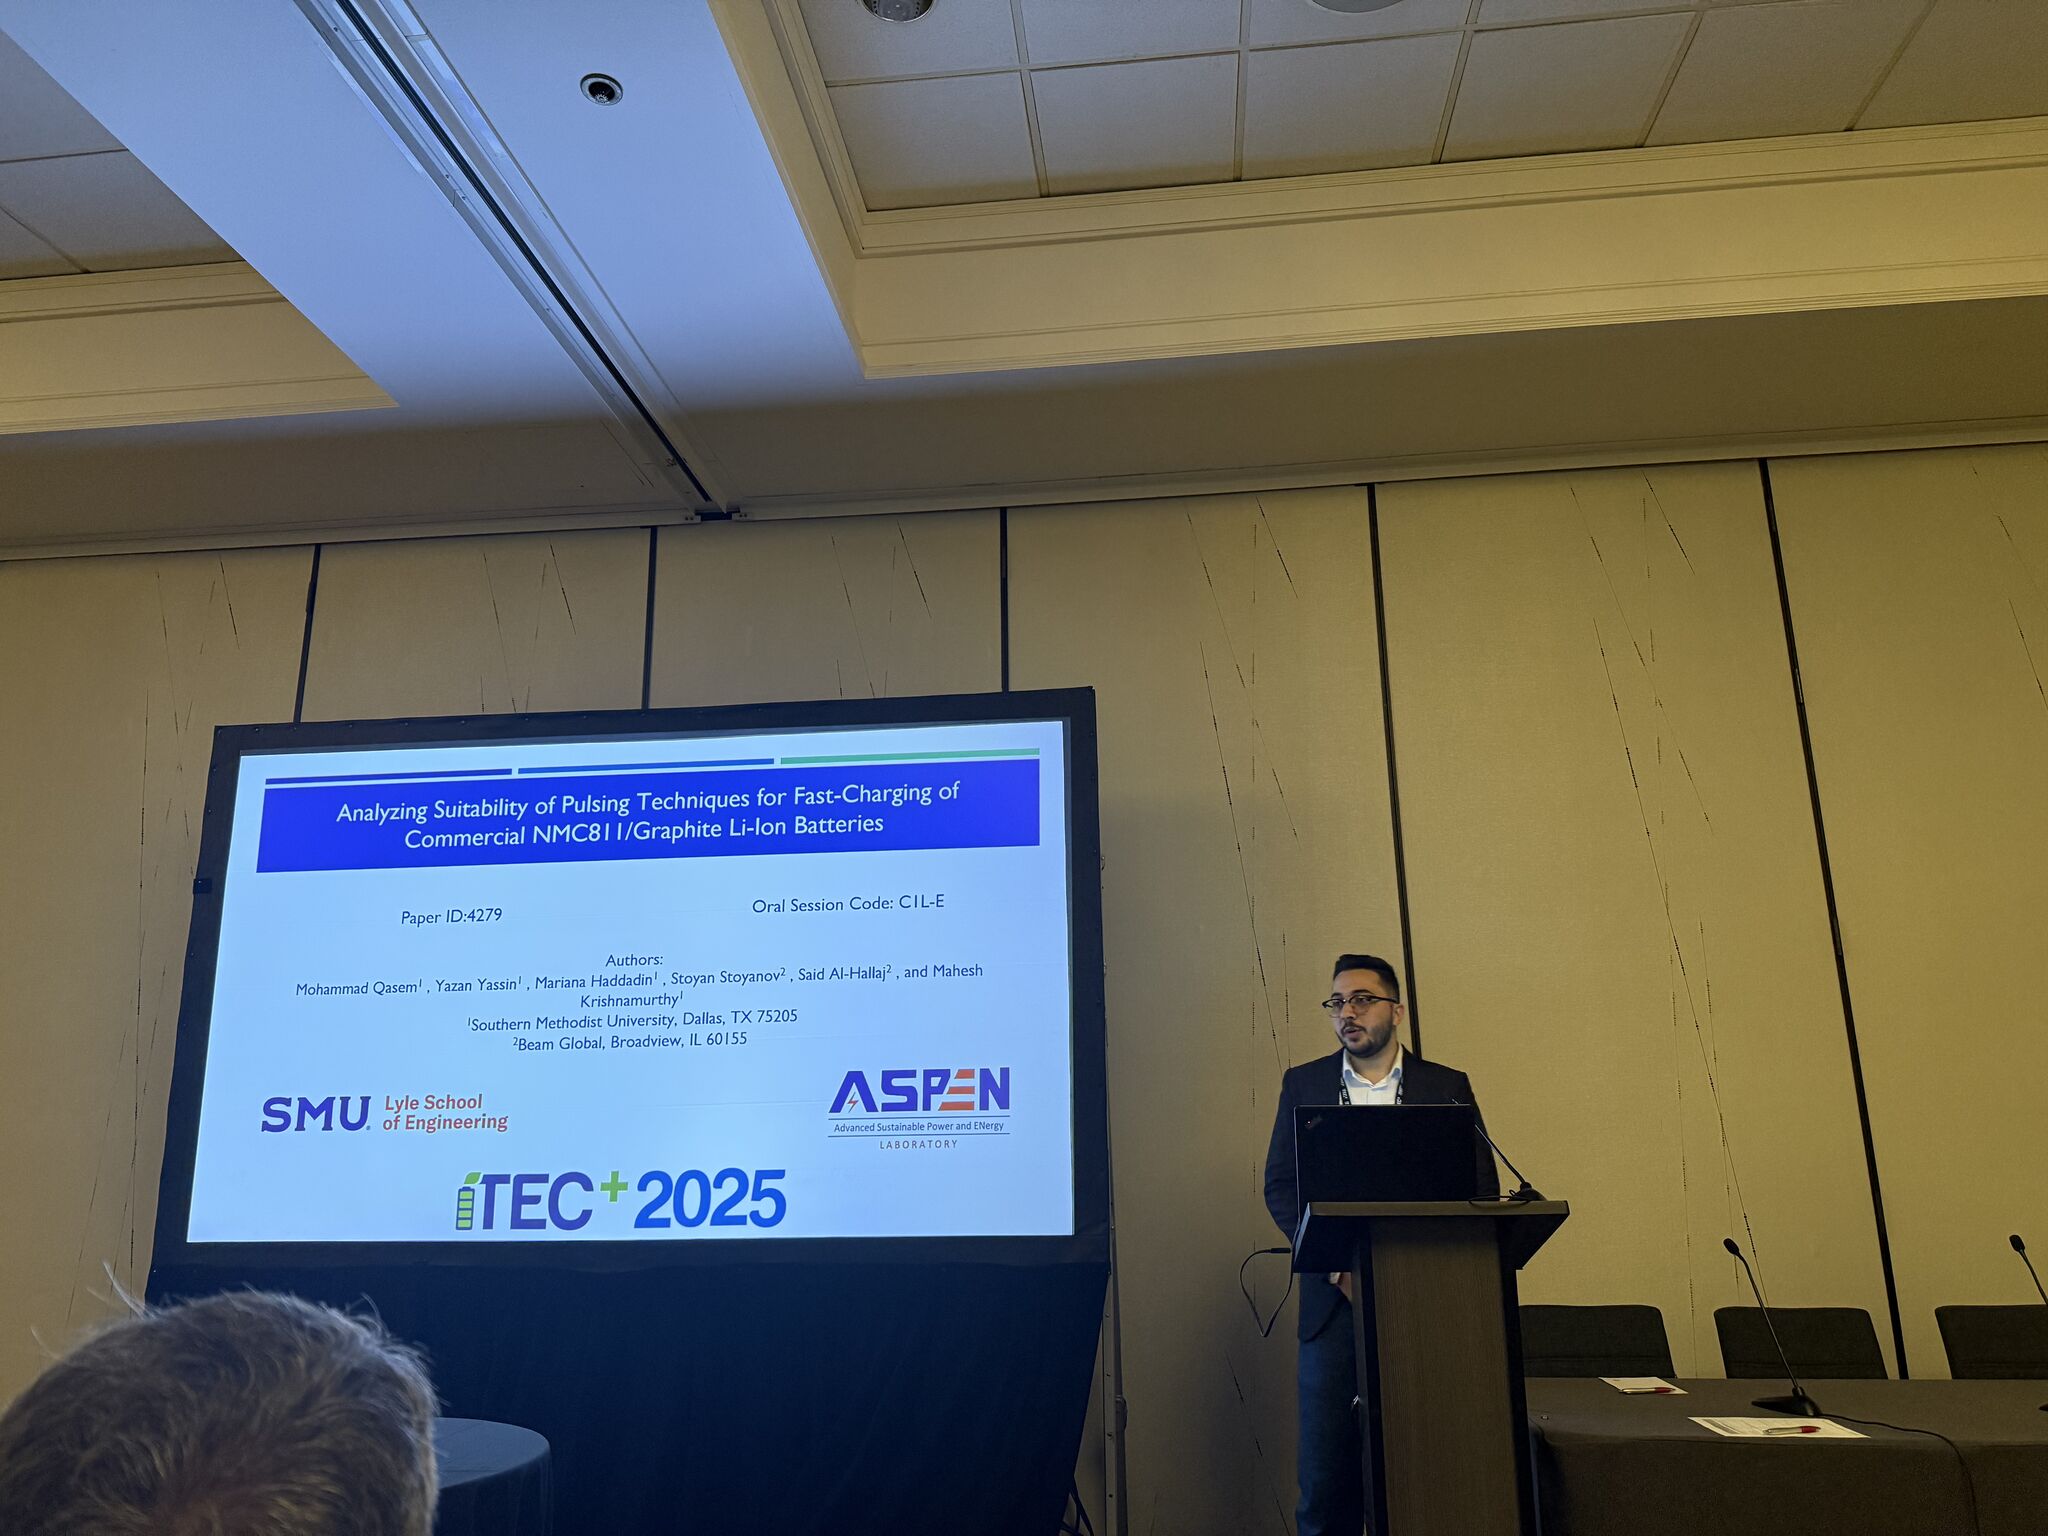 Analyzing Suitability of Pulsing Techniques for Fast-Charging of
Commercial NMC811/Graphite Li-Ion Batteries
Paper ID:4279
Oral Session Code: C1L-E
Authors:
Mohammad Qasem¹ , Yazan Yassin¹ , Mariana Haddadin¹ , Stoyan Stoyanov² , Said Al-Hallaj² , and Mahesh
Krishnamurthy¹
¹Southern Methodist University, Dallas, TX 75205
²Beam Global, Broadview, IL 60155
SMU® Lyle School
of Engineering
ASPEN
Advanced Sustainable Power and ENergy
LABORATORY
iTEC+2025